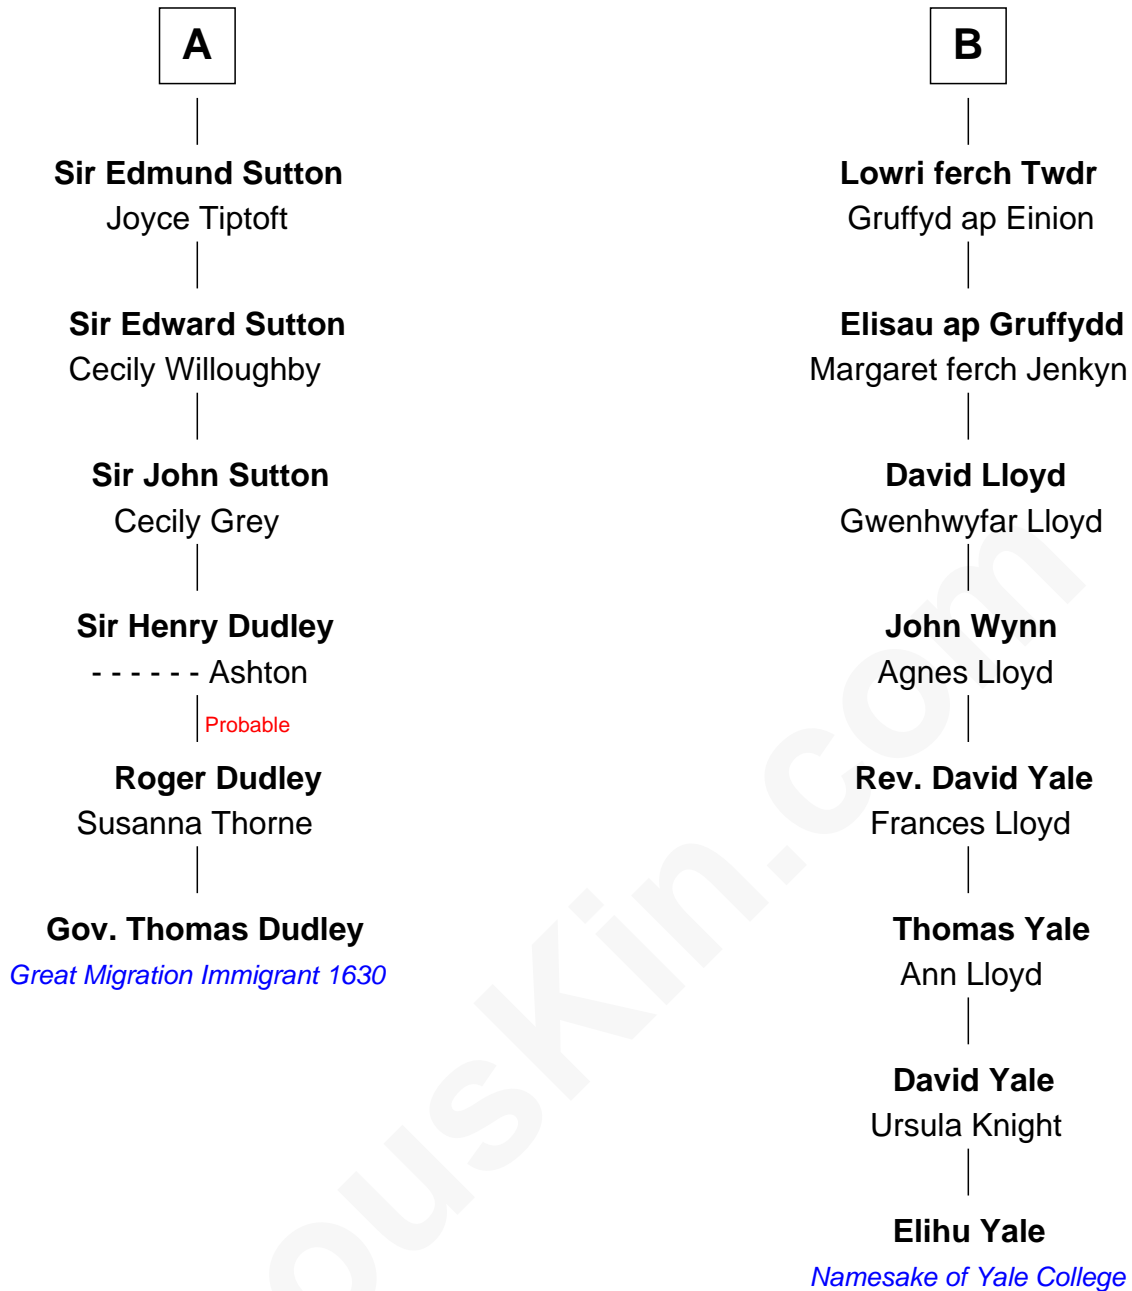 A
Sir Edmund Sutton
Joyce Tiptoft
Sir Edward Sutton
Cecily Willoughby
Sir John Sutton
Cecily Grey
Sir Henry Dudley
- - - - - - Ashton
Probable
Roger Dudley
Susanna Thorne
Gov. Thomas Dudley
Great Migration Immigrant 1630
B
Lowri ferch Twdr
Gruffyd ap Einion
Elisau ap Gruffydd
Margaret ferch Jenkyn
David Lloyd
Gwenhwyfar Lloyd
John Wynn
Agnes Lloyd
Rev. David Yale
Frances Lloyd
Thomas Yale
Ann Lloyd
David Yale
Ursula Knight
Elihu Yale
Namesake of Yale College
ouskin.com